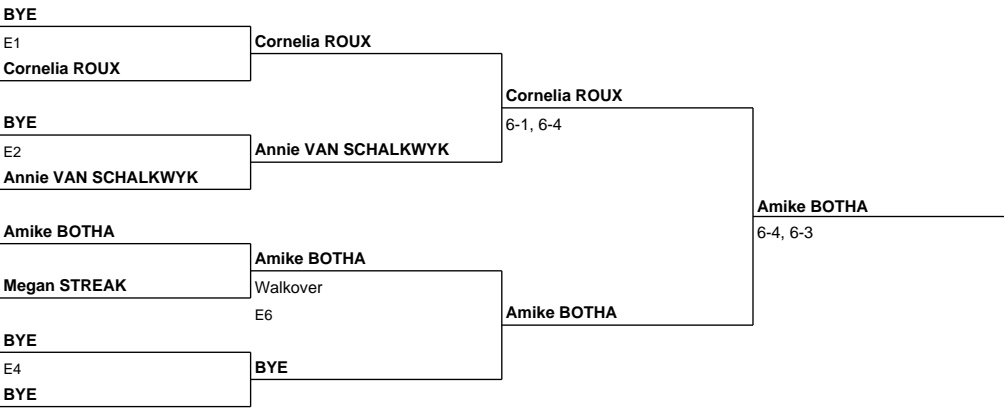 BYE
E1
Cornelia ROUX
Cornelia ROUX
BYE
E2
Annie VAN SCHALKWYK
Annie VAN SCHALKWYK
Cornelia ROUX
6-1, 6-4
Amike BOTHA
Megan STREAK
Amike BOTHA
Walkover
E6
BYE
E4
BYE
BYE
Amike BOTHA
Amike BOTHA
6-4, 6-3